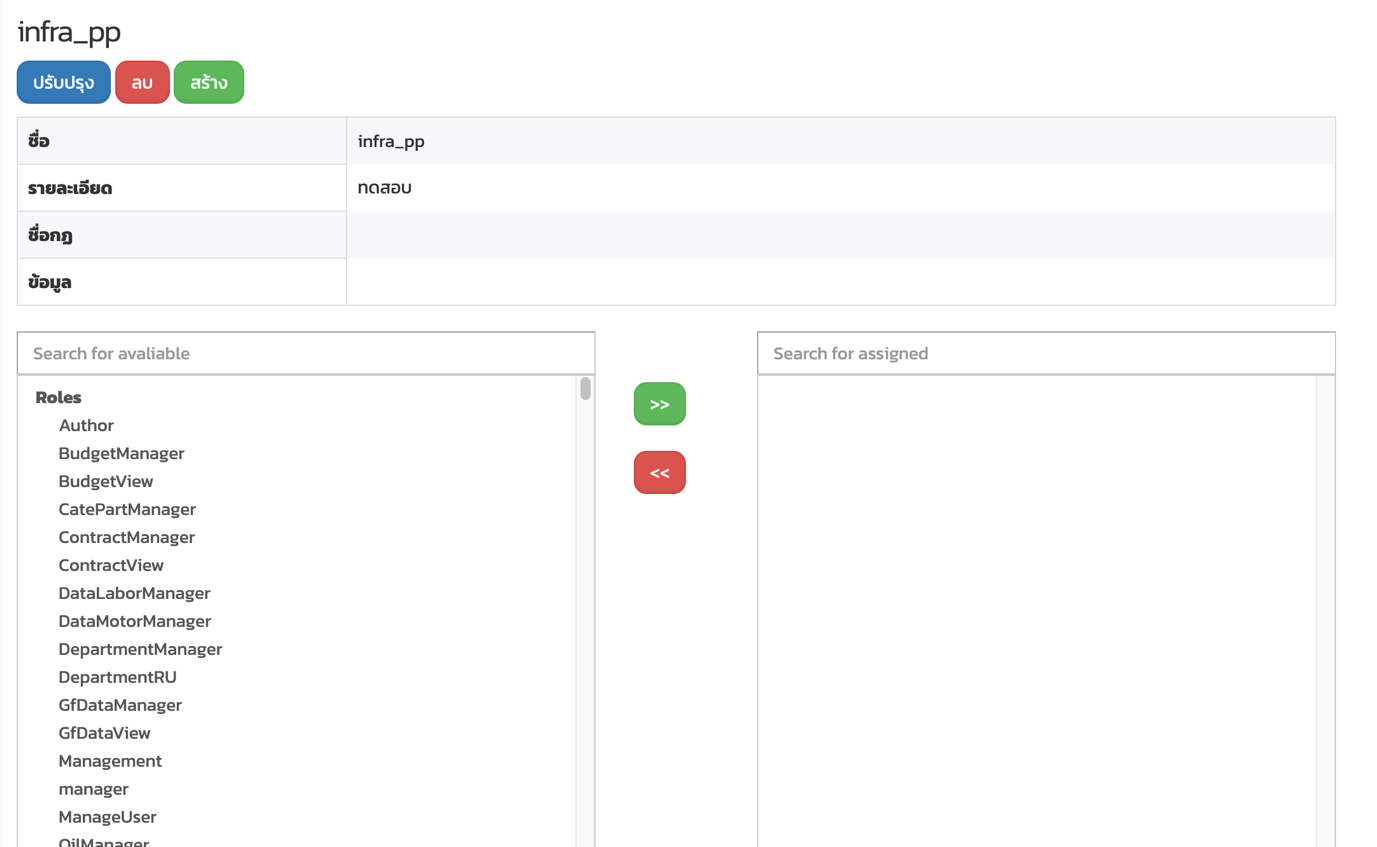 infra_pp
ปรับปรุง ลบ สร้าง
ชื่อ infra_pp
รายละเอียด ทดสอบ
ชื่อกฎ
ข้อมูล
Search for avaliable
Search for assigned
Roles
Author
BudgetManager
BudgetView
CatePartManager
ContractManager
ContractView
DataLaborManager
DataMotorManager
DepartmentManager
DepartmentRU
GfDataManager
GfDataView
Management
manager
ManageUser
OilManager
>>
<<